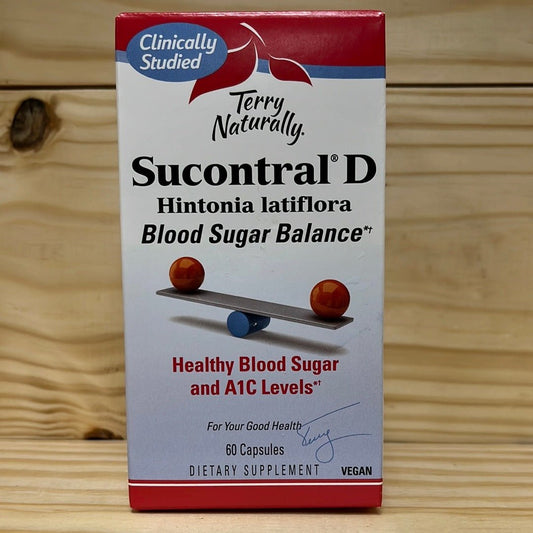 Clinically
Studied
Terry
Naturally.
Sucontral® D
Hintonia latiflora
Blood Sugar Balance*†
Healthy Blood Sugar
and A1C Levels*†
For Your Good Health
Terry
60 Capsules
DIETARY SUPPLEMENT
VEGAN